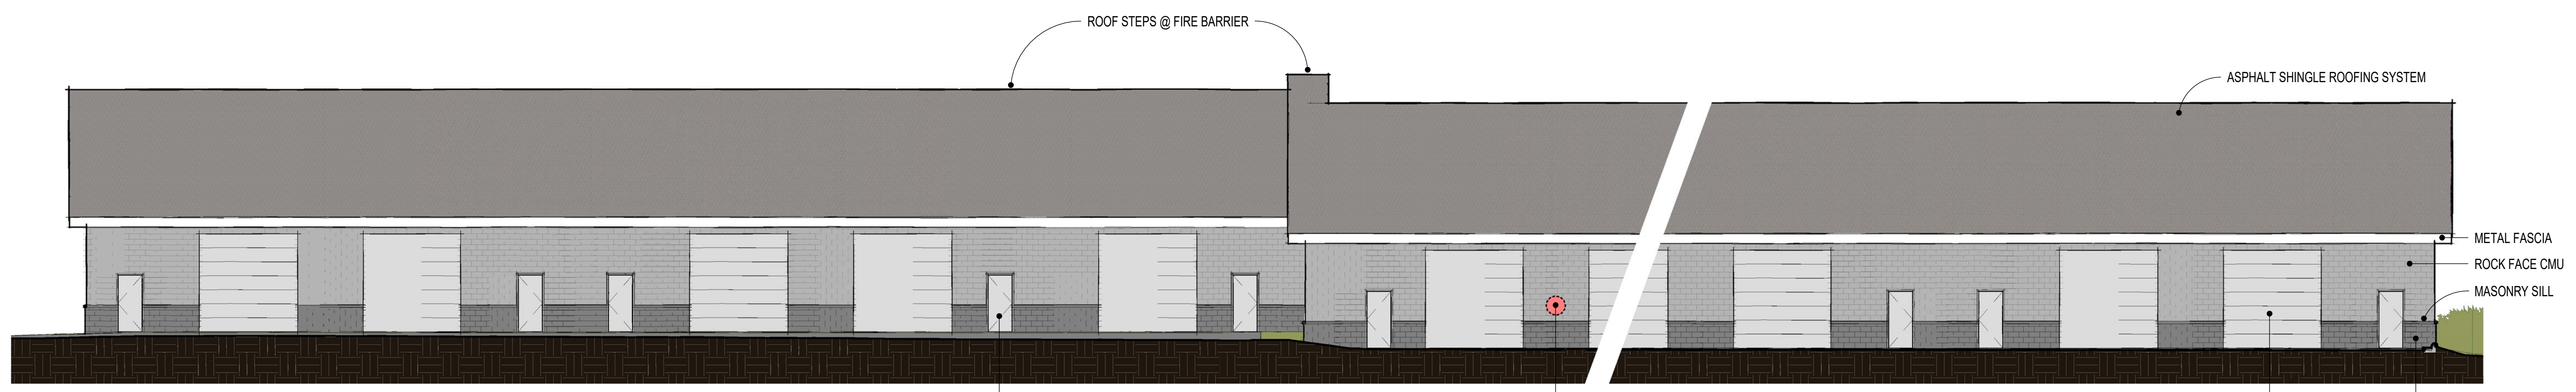 ROOF STEPS @ FIRE BARRIER
ASPHALT SHINGLE ROOFING SYSTEM
METAL FASCIA
ROCK FACE CMU
MASONRY SILL